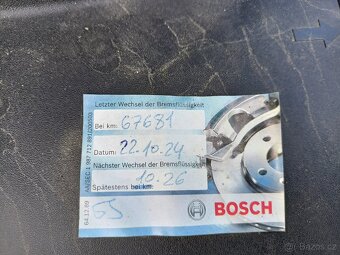 Letzter Wechsel der Bremsflüssigkeit
Bei km: 67681
Datum: 22.10.24
Nächster Wechsel der Bremsflüssigkeit
10.26
Spätestens bei km:
BOSCH